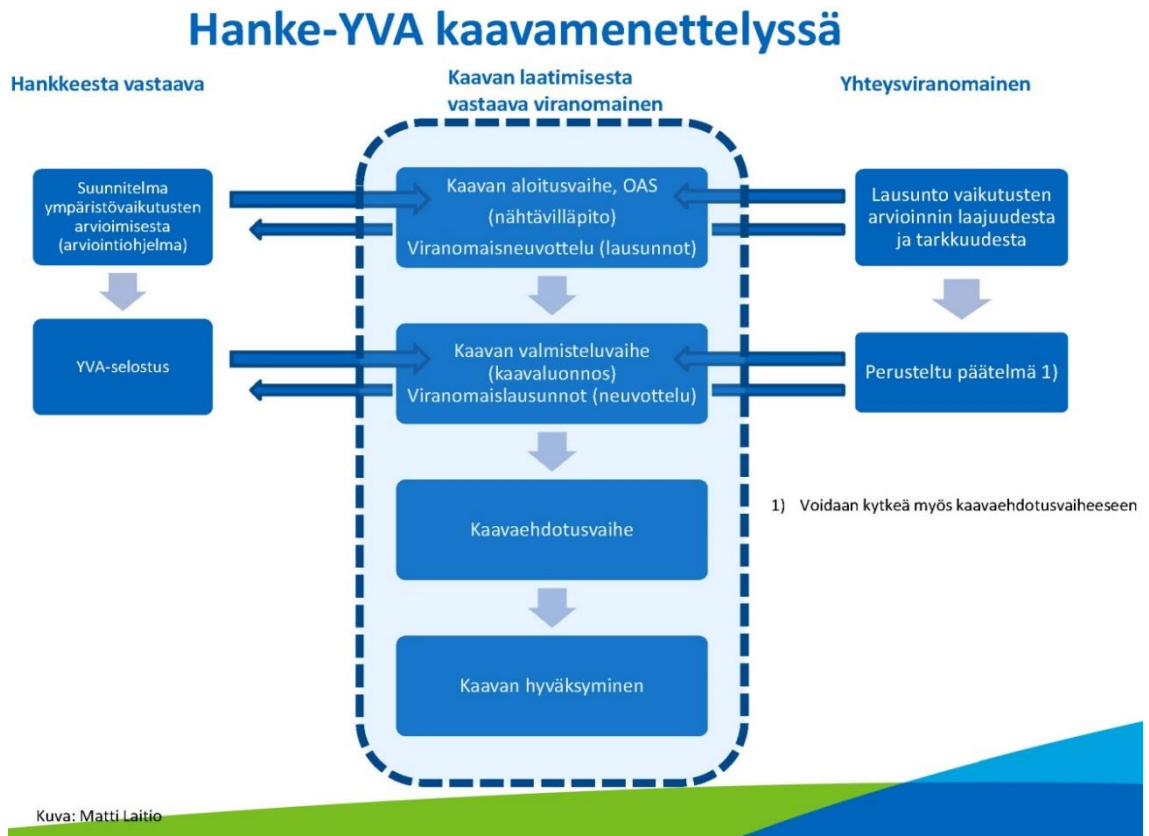 Hanke-YVA kaavamenettelyssä
Hankkeesta vastaava
Kaavan laatimisesta
vastaava viranomainen
Yhteysviranomainen
Suunnitelma
ympäristövaikutusten
arvioimisesta
(arviointiohjelma)
Kaavan aloitusvaihe, OAS
(nähtävilläpito)
Viranomaisneuvottelu (lausunnot)
Lausunto vaikutusten
arvioinnin laajuudesta
ja tarkkuudesta
YVA-selostus
Kaavan valmisteluvaihe
(kaavaluonnos)
Viranomaislausunnot (neuvottelu)
Perusteltu päätelmä 1)
Kaavaehdotusvaihe
1) Voidaan kytkeä myös kaavaehdotusvaiheeseen
Kaavan hyväksyminen
Kuva: Matti Laitio